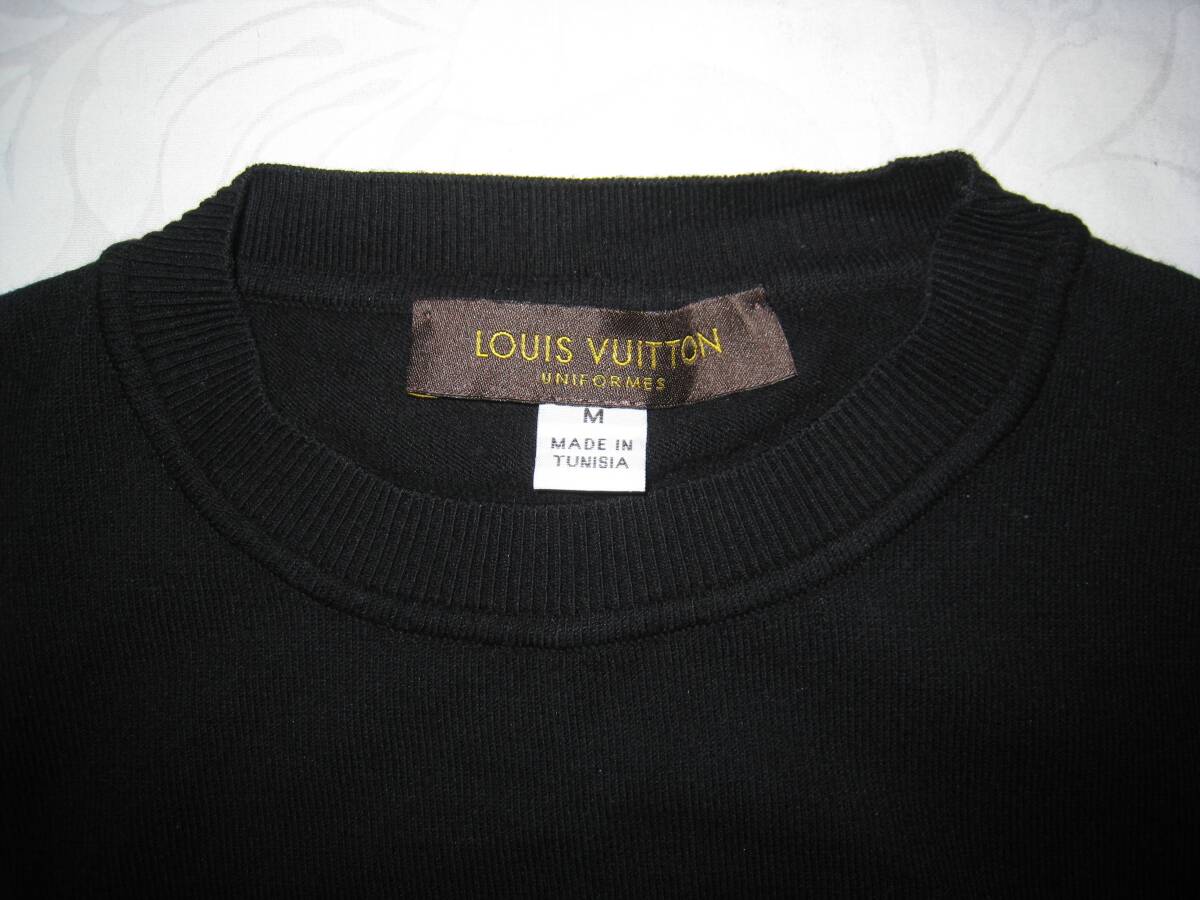 LOUIS VUITTON
UNIFORMES
M
MADE IN
TUNISIA